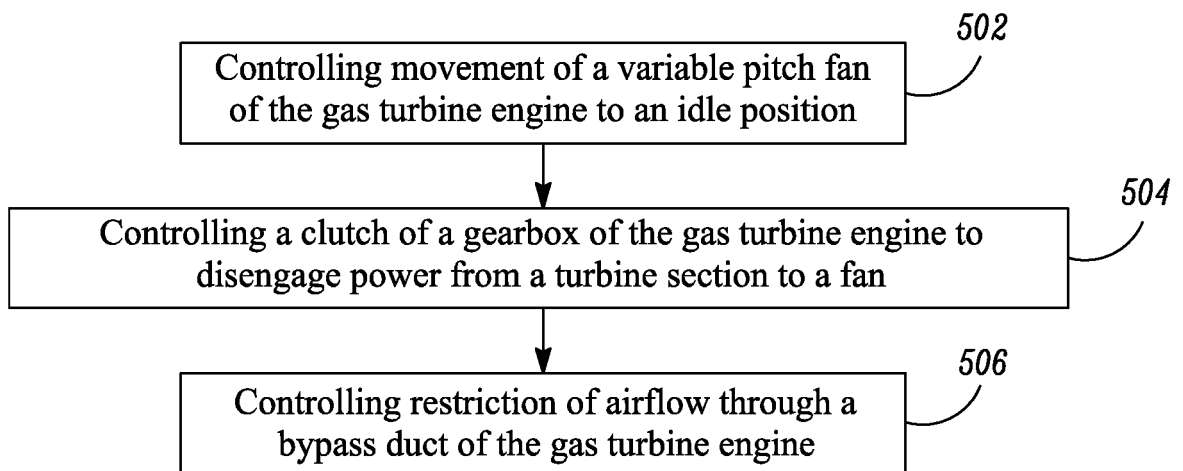 502
Controlling movement of a variable pitch fan
of the gas turbine engine to an idle position
504
Controlling a clutch of a gearbox of the gas turbine engine to
disengage power from a turbine section to a fan
506
Controlling restriction of airflow through a
bypass duct of the gas turbine engine